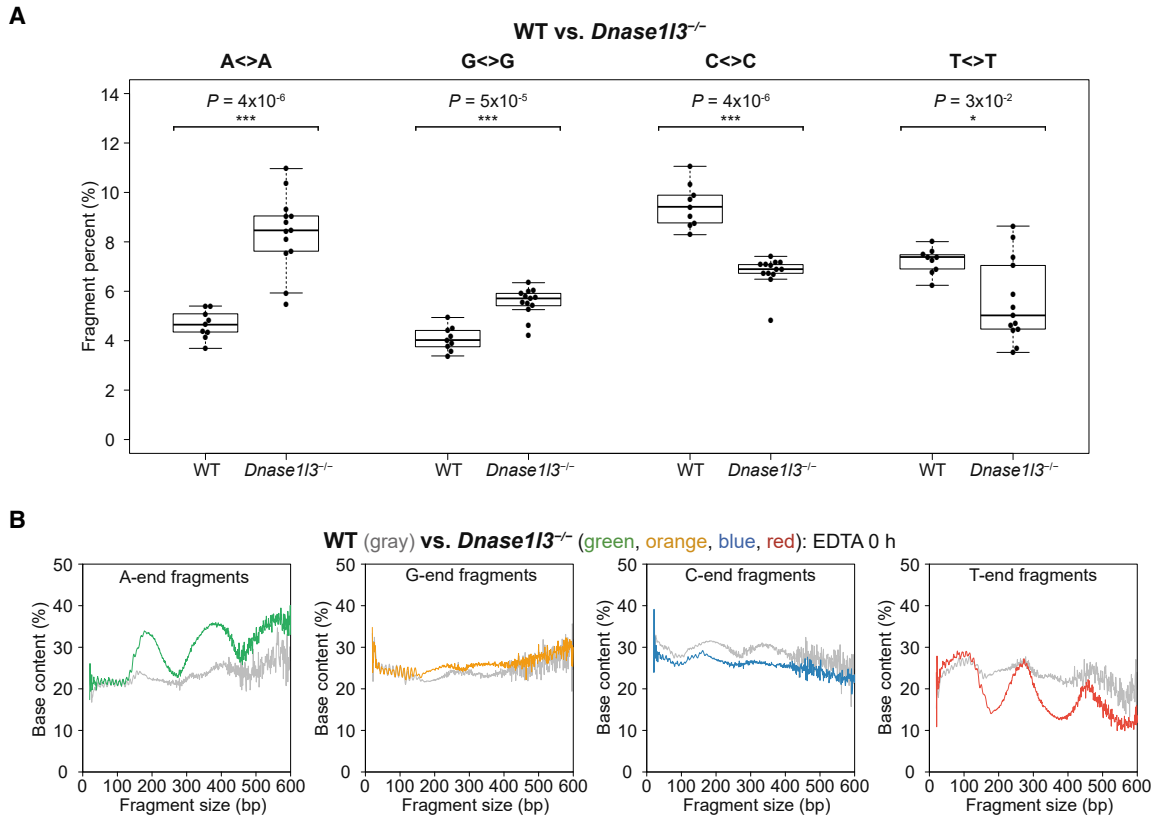 A
WT vs. Dnase1l3⁻/⁻
A<>A G<>G C<>C T<>T
P = 4x10⁻⁶ P = 5x10⁻⁵ P = 4x10⁻⁶ P = 3x10⁻²
*** *** *** *
Fragment percent (%)
14
12
10
8
6
4
2
0
WT Dnase1l3⁻/⁻ WT Dnase1l3⁻/⁻ WT Dnase1l3⁻/⁻ WT Dnase1l3⁻/⁻
B
WT (gray) vs. Dnase1l3⁻/⁻ (green, orange, blue, red): EDTA 0 h
A-end fragments
Base content (%)
50
40
30
20
10
0
0 100 200 300 400 500 600
Fragment size (bp)
G-end fragments
Base content (%)
50
40
30
20
10
0
0 100 200 300 400 500 600
Fragment size (bp)
C-end fragments
Base content (%)
50
40
30
20
10
0
0 100 200 300 400 500 600
Fragment size (bp)
T-end fragments
Base content (%)
50
40
30
20
10
0
0 100 200 300 400 500 600
Fragment size (bp)